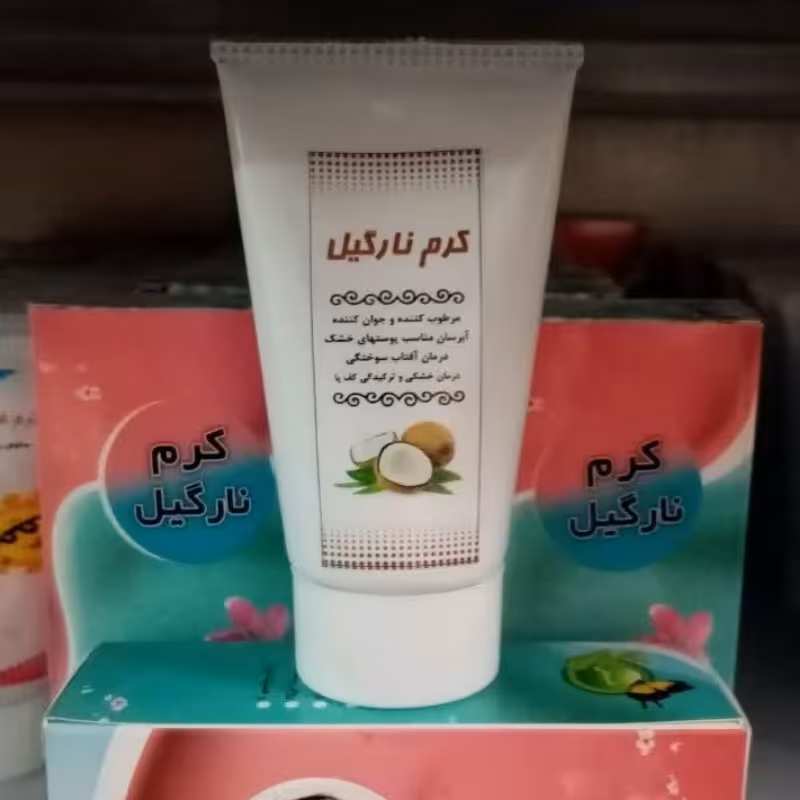 کرم نارگیل
مرطوب کننده و جوان کننده
آبرسان مناسب پوستهای خشک
درمان آفتاب سوختگی
درمان خشکی و ترکیدگی کف پا
کرم
نارگیل
کرم
نارگیل